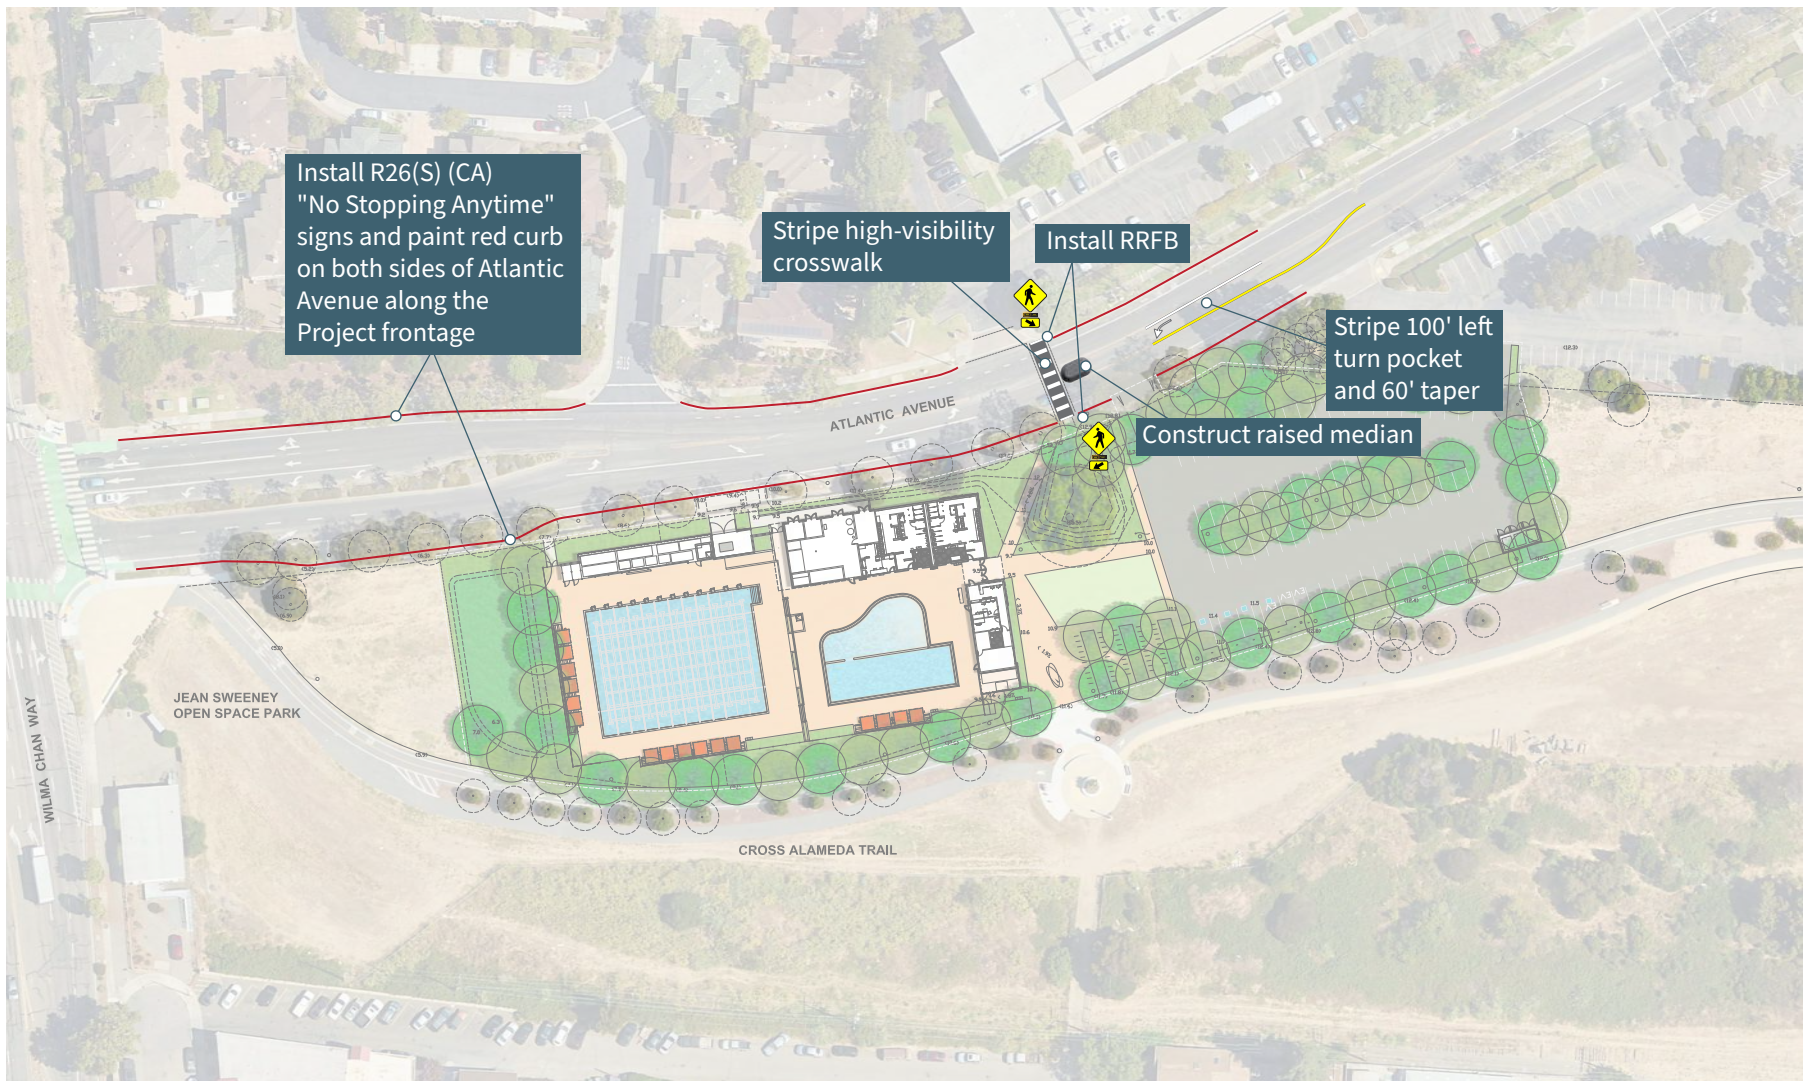 Install R26(S) (CA)
"No Stopping Anytime"
signs and paint red curb
on both sides of Atlantic
Avenue along the
Project frontage
Stripe high-visibility
crosswalk
Install RRFB
Stripe 100' left
turn pocket
and 60' taper
Construct raised median
ATLANTIC AVENUE
JEAN SWEENEY
OPEN SPACE PARK
WILMA CHAN WAY
CROSS ALAMEDA TRAIL